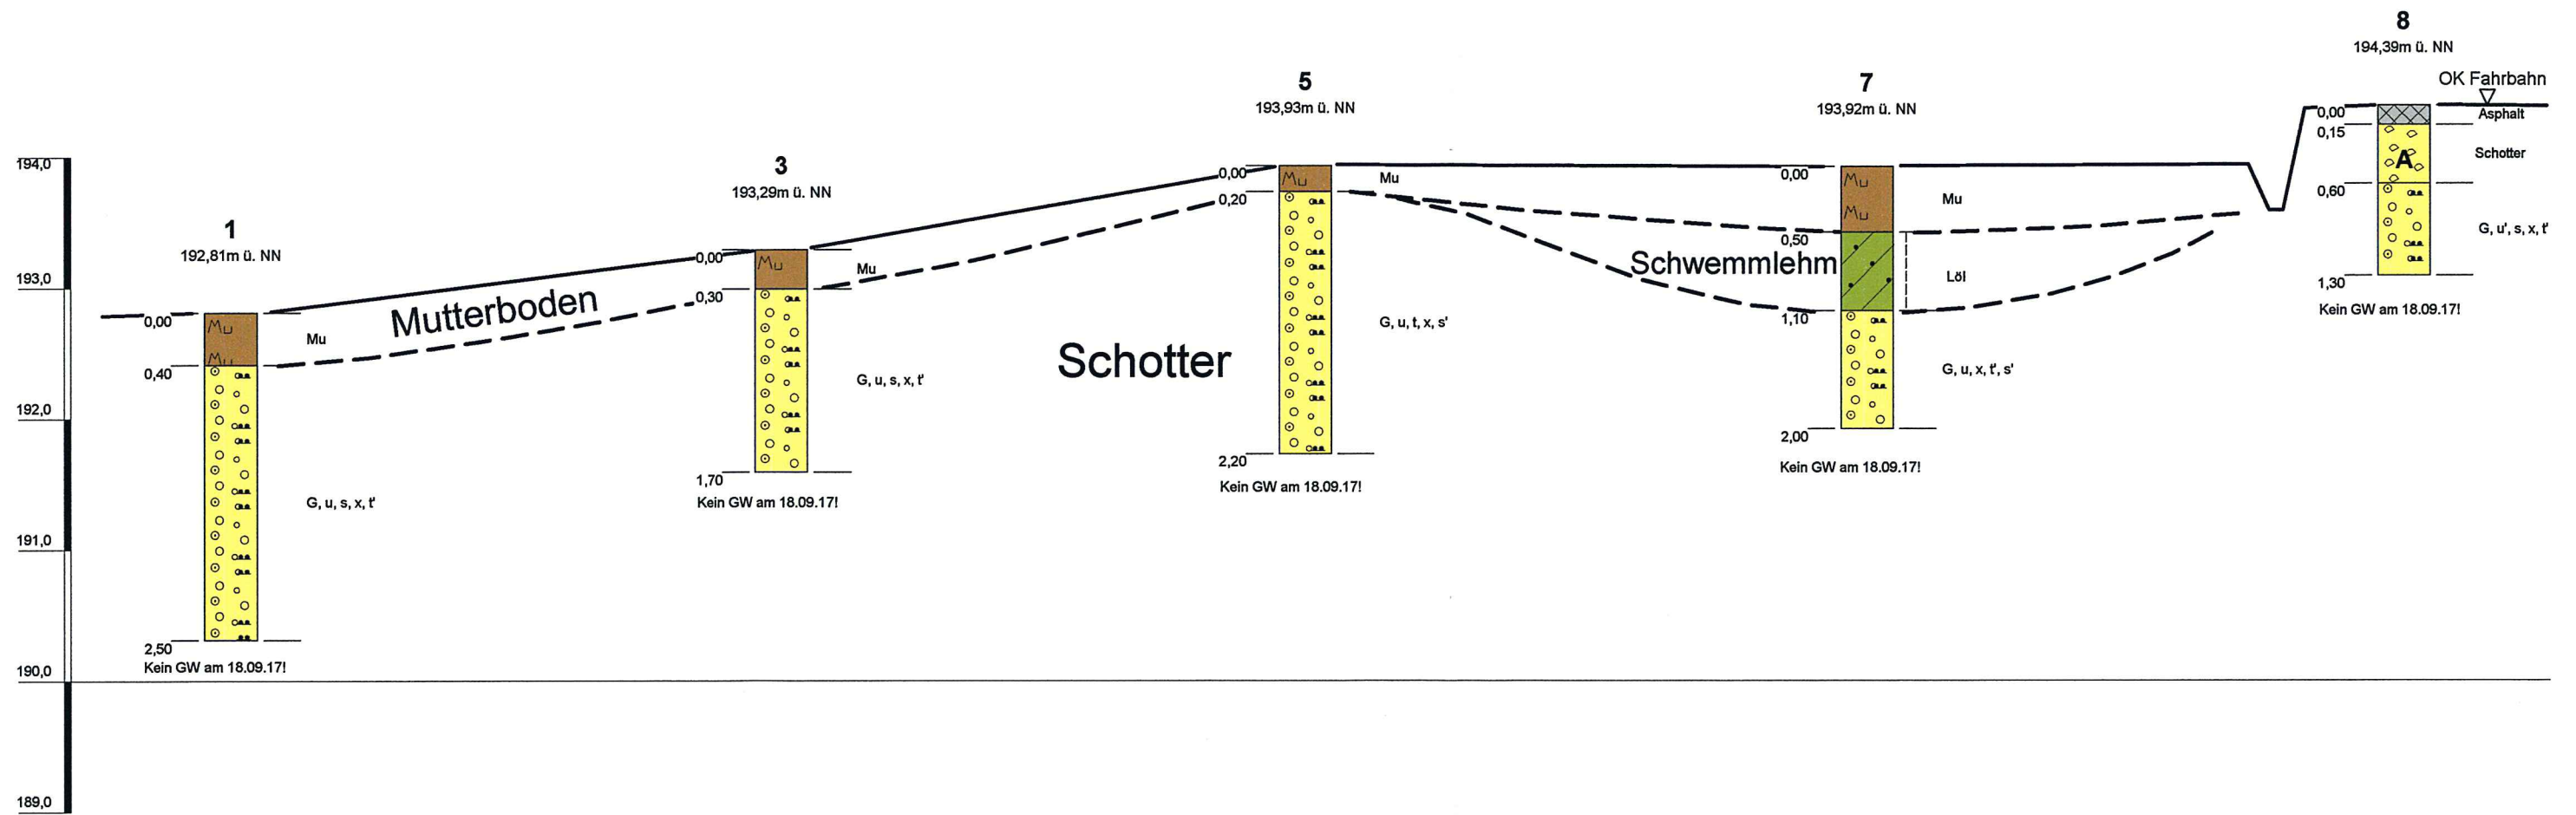 194,0
193,0
192,0
191,0
190,0
189,0
1
192,81m ü. NN
0,00
0,40
2,50
Mu
Mu
Mu
G, u, s, x, t'
Kein GW am 18.09.17!
Mutterboden
3
193,29m ü. NN
0,00
0,30
1,70
Mu
Mu
G, u, s, x, t'
Kein GW am 18.09.17!
Schotter
5
193,93m ü. NN
0,00
0,20
2,20
Mu
Mu
G, u, t, x, s'
Kein GW am 18.09.17!
Schwemmlehm
7
193,92m ü. NN
0,00
0,50
1,10
2,00
Mu
Mu
Mu
Löl
G, u, x, t', s'
Kein GW am 18.09.17!
8
194,39m ü. NN
OK Fahrbahn
0,00
0,15
0,60
1,30
A
Asphalt
Schotter
G, u', s, x, t'
Kein GW am 18.09.17!